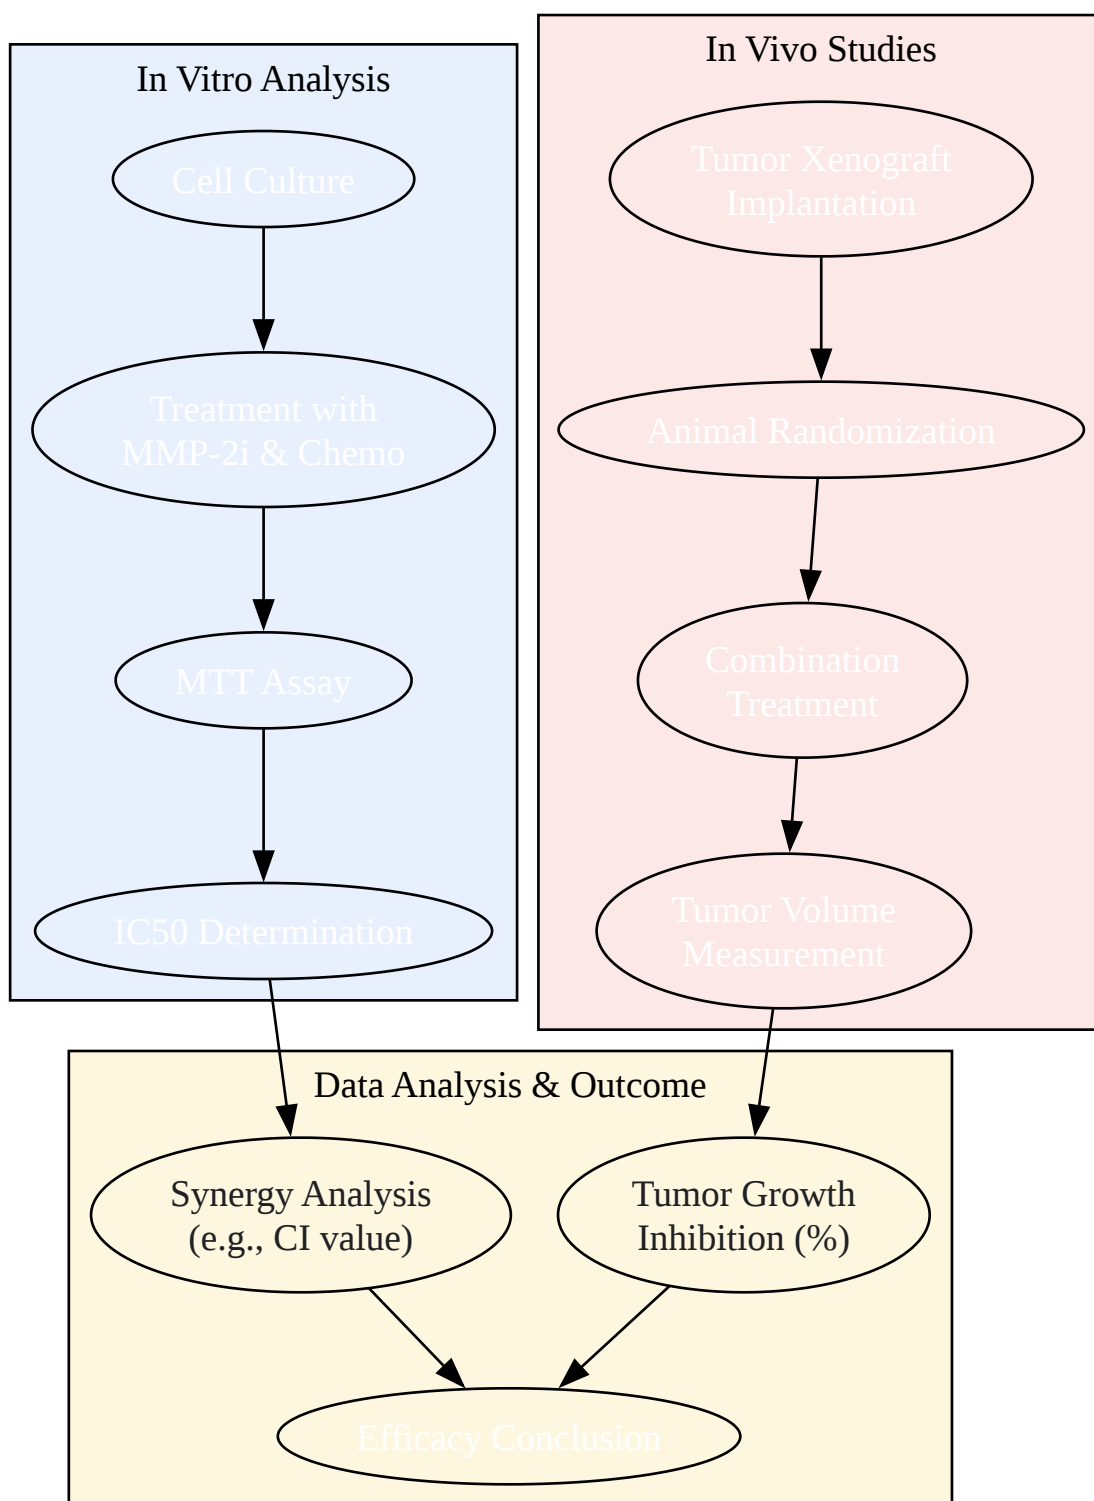 In Vitro Analysis
Cell Culture
Treatment with
MMP-2i & Chemo
MTT Assay
IC50 Determination
In Vivo Studies
Tumor Xenograft
Implantation
Animal Randomization
Combination
Treatment
Tumor Volume
Measurement
Data Analysis & Outcome
Synergy Analysis
(e.g., CI value)
Tumor Growth
Inhibition (%)
Efficacy Conclusion